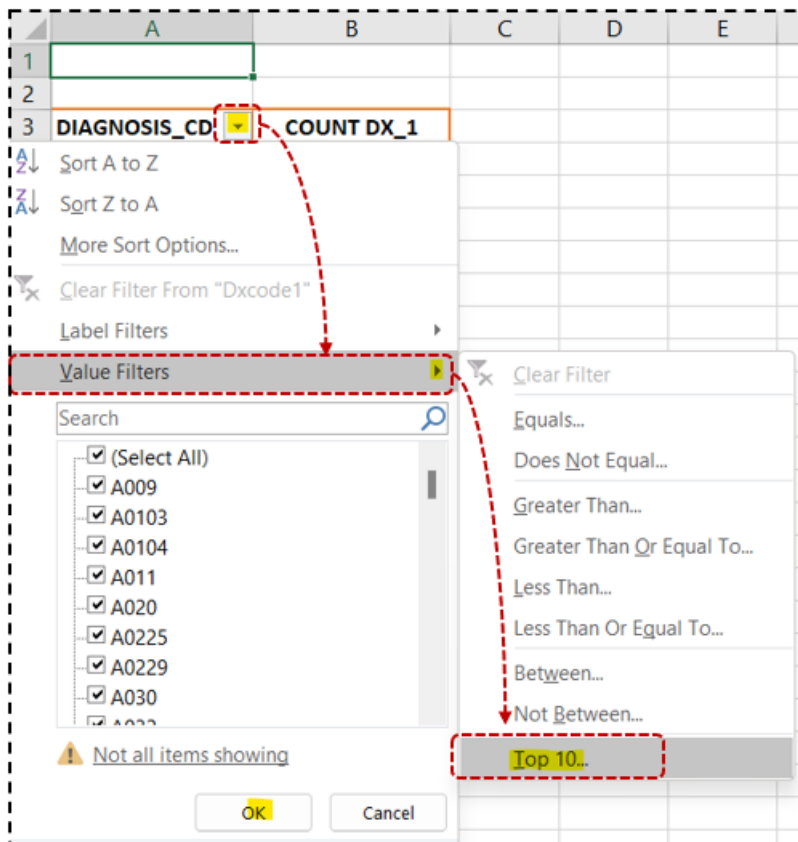 A B C D E
1
2
3 DIAGNOSIS_CD COUNT DX_1
Sort A to Z
Sort Z to A
More Sort Options...
Clear Filter From "Dxcode1"
Label Filters
Value Filters
Search
(Select All)
A009
A0103
A0104
A011
A020
A0225
A0229
A030
Not all items showing
OK Cancel
Clear Filter
Equals...
Does Not Equal...
Greater Than...
Greater Than Or Equal To...
Less Than...
Less Than Or Equal To...
Between...
Not Between...
Top 10...